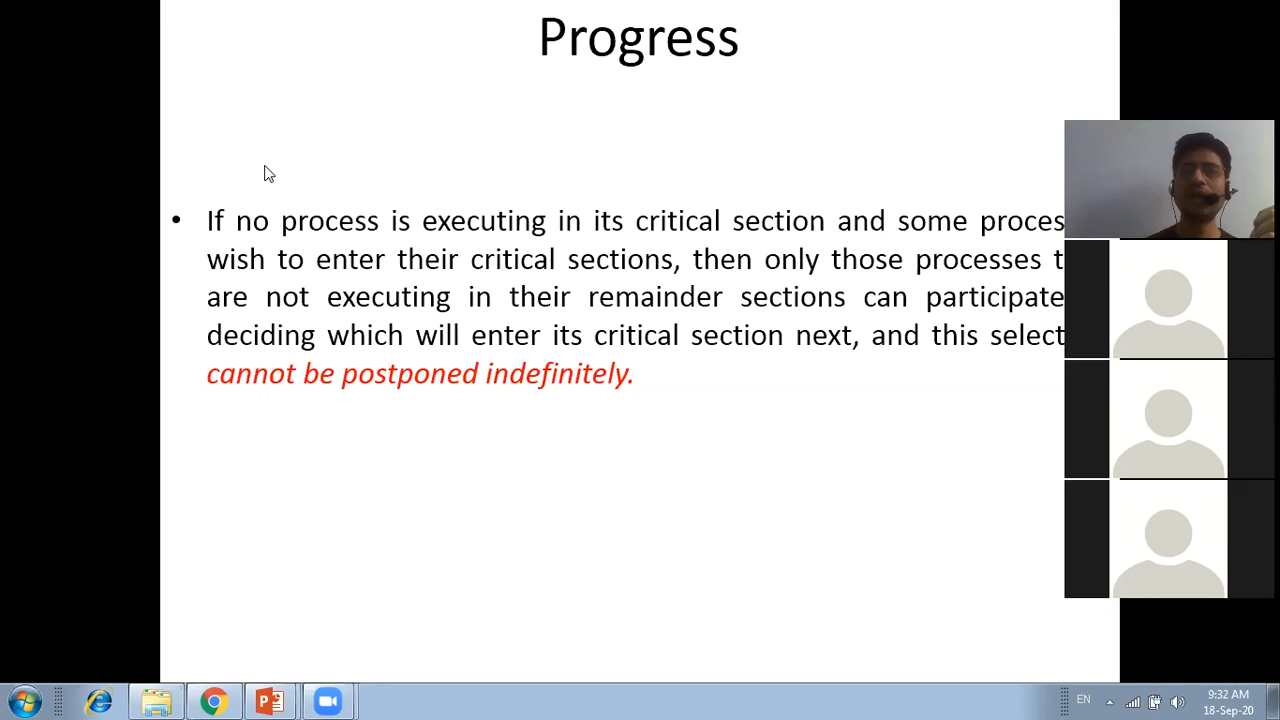 Progress
• If no process is executing in its critical section and some
wish to enter their critical sections, then only those processes
are not executing in their remainder sections can participate
deciding which will enter its critical section next, and this
cannot be postponed indefinitely.
EN
9:32 AM
18-Sep-20